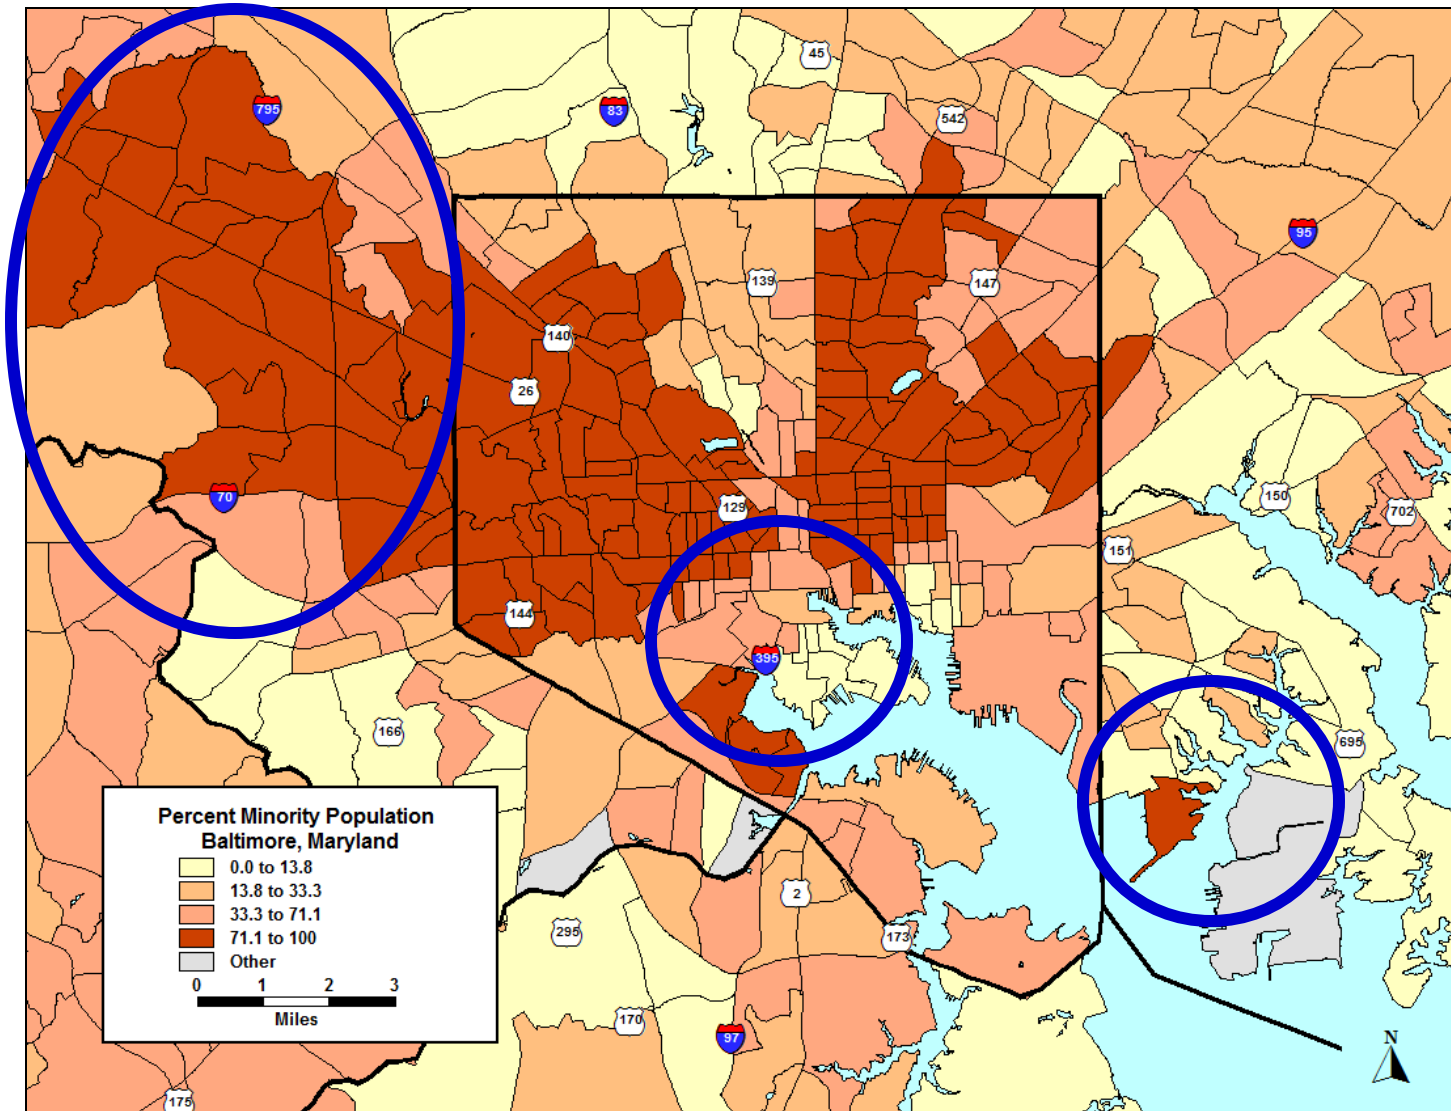 45
795
83
542
95
139
147
140
26
70
129
150
702
151
144
395
166
695
Percent Minority Population
Baltimore, Maryland
0.0 to 13.8
13.8 to 33.3
33.3 to 71.1
71.1 to 100
Other
0 1 2 3
Miles
2
295
173
170
97
N
175